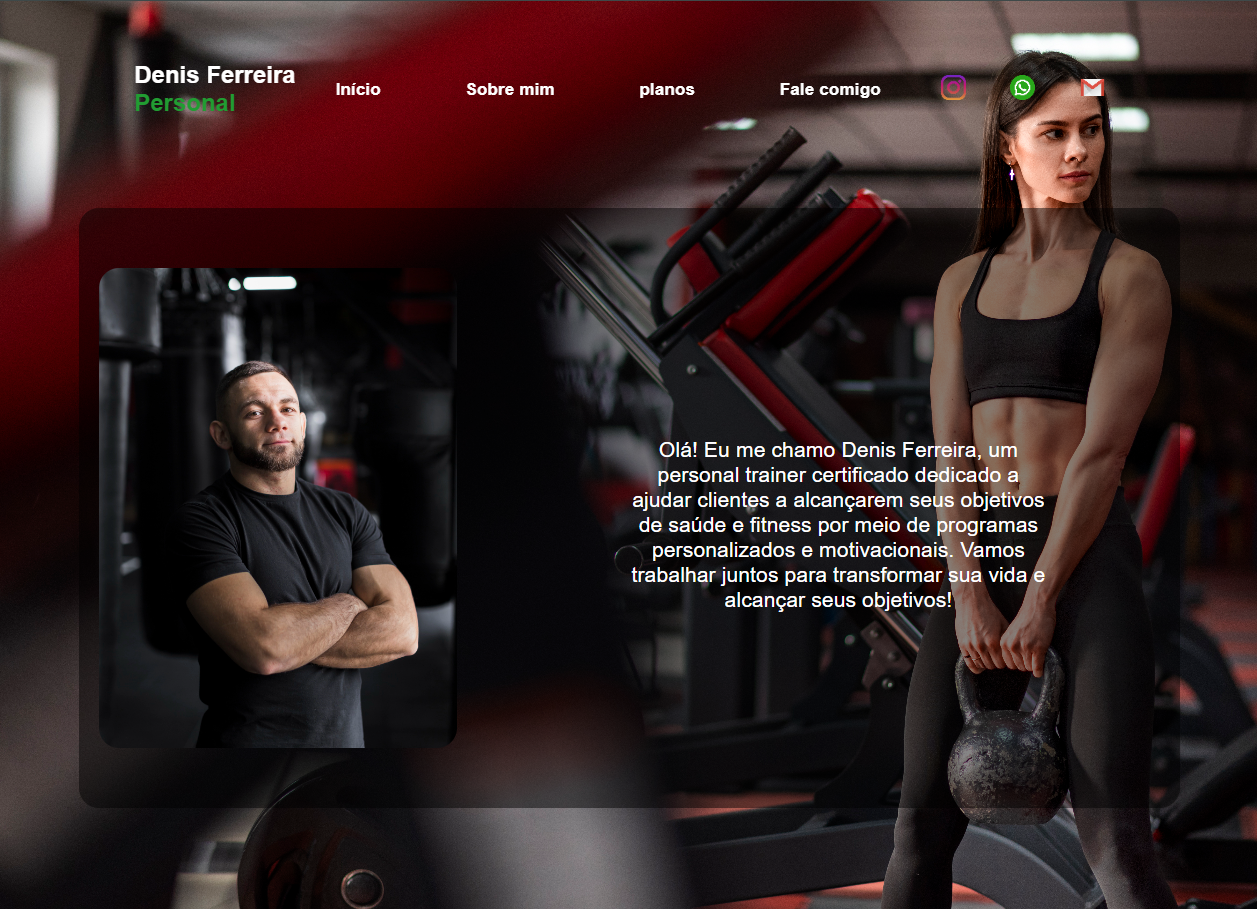 Denis Ferreira
Personal
Início
Sobre mim
planos
Fale comigo
Olá! Eu me chamo Denis Ferreira, um
personal trainer certificado dedicado a
ajudar clientes a alcançarem seus objetivos
de saúde e fitness por meio de programas
personalizados e motivacionais. Vamos
trabalhar juntos para transformar sua vida e
alcançar seus objetivos!